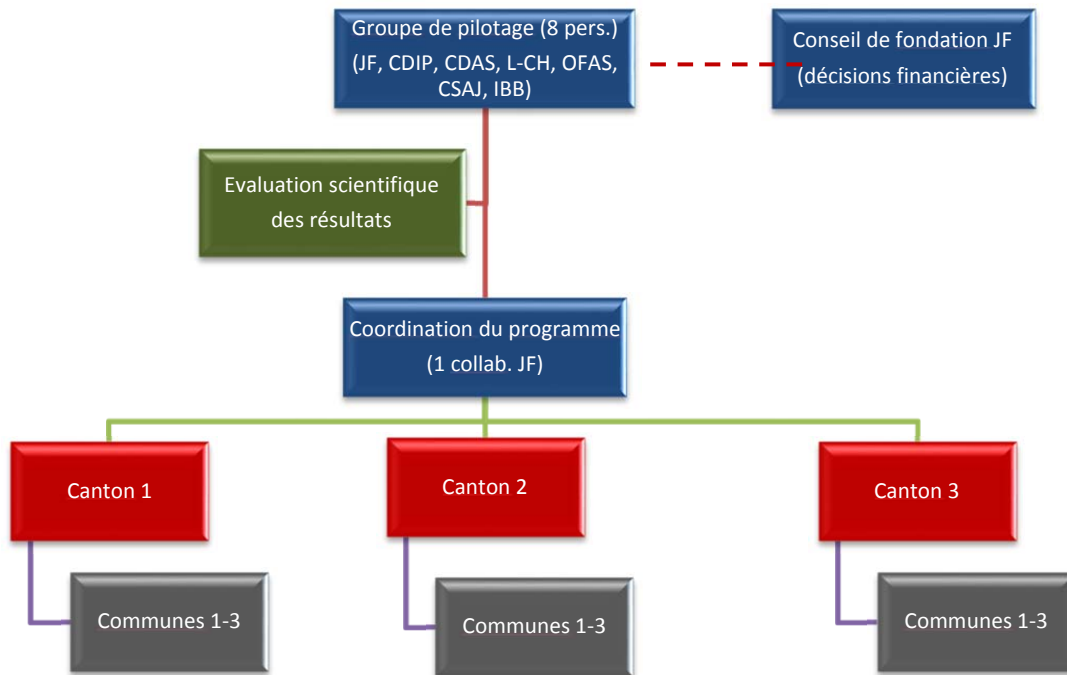 Groupe de pilotage (8 pers.)
(JF, CDIP, CDAS, L-CH, OFAS,
CSAJ, IBB)
Conseil de fondation JF
(décisions financières)
Evaluation scientifique
des résultats
Coordination du programme
(1 collab. JF)
Canton 1
Canton 2
Canton 3
Communes 1-3
Communes 1-3
Communes 1-3